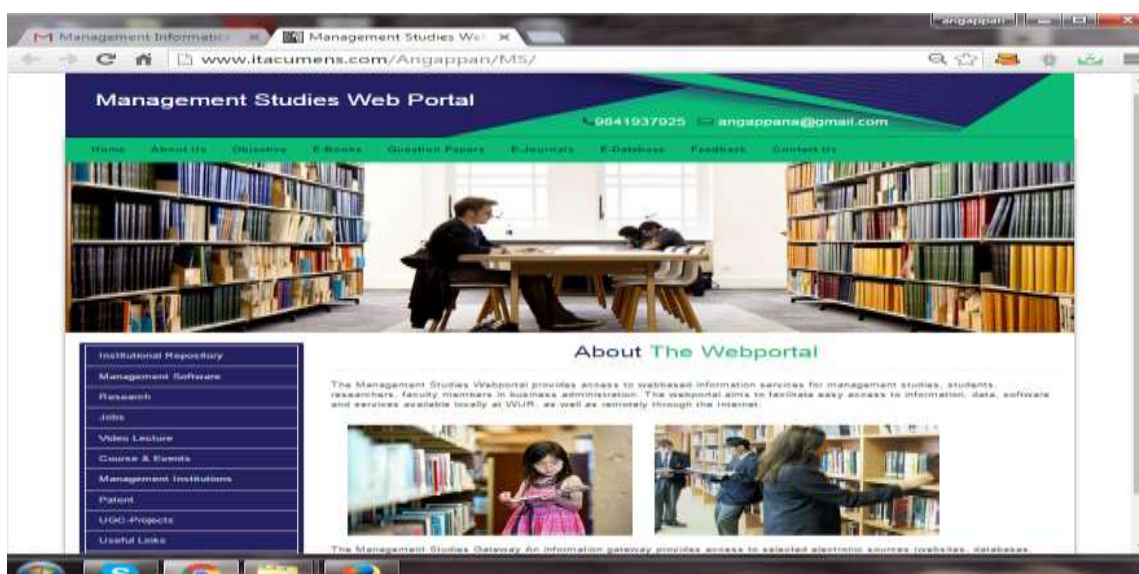 angappan
Management Informatic
Management Studies We
www.itacumens.com/Angappan/MS/
Management Studies Web Portal
9841937925 angappana@gmail.com
Home About Us Objective E-Books Question Papers E-Journals E-Database Feedback Contact Us
Institutional Repository
Management Software
Research
Jobs
Video Lecture
Course & Events
Management Institutions
Patent
UGC-Projects
Useful Links
About The Webportal
The Management Studies Webportal provides access to webbased information services for management studies, students,
researchers, faculty members in business administration. The webportal aims to facilitate easy access to information, data, software
and services available locally at WUR, as well as remotely through the Internet.
The Management Studies Gateway An information gateway provides access to selected electronic sources (websites, databases,